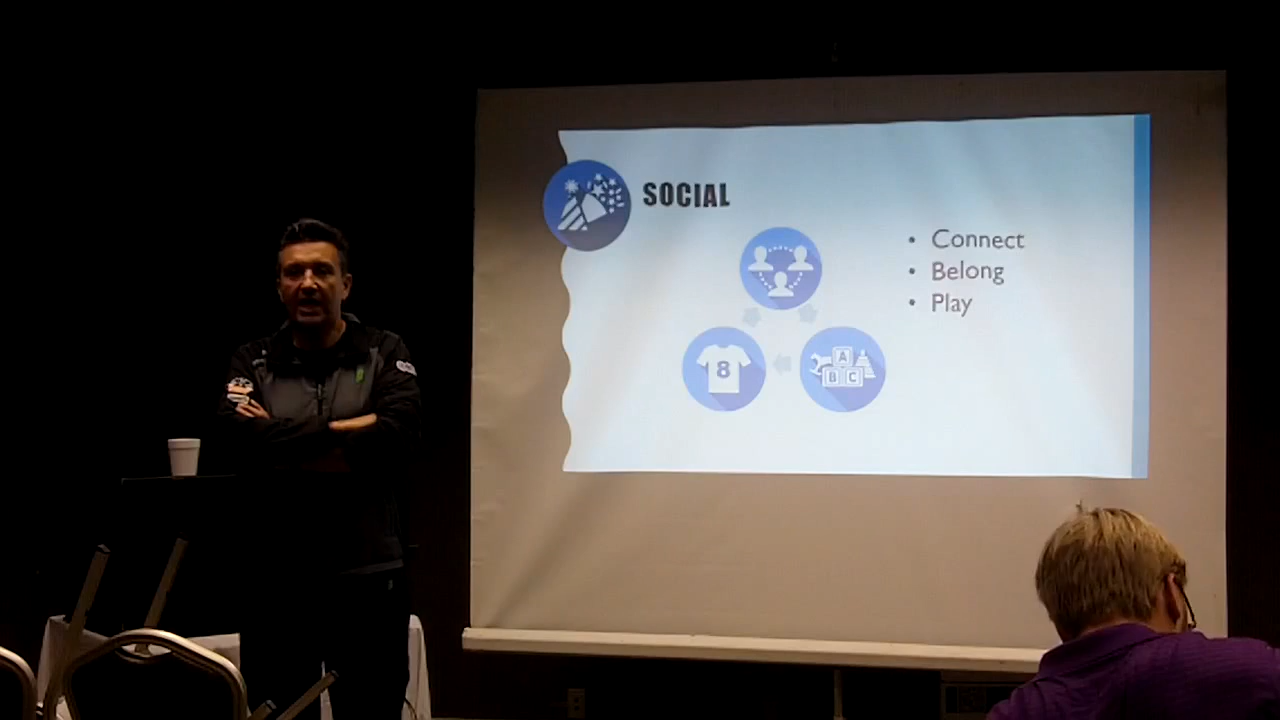 SOCIAL
• Connect
• Belong
• Play
8
A
B C